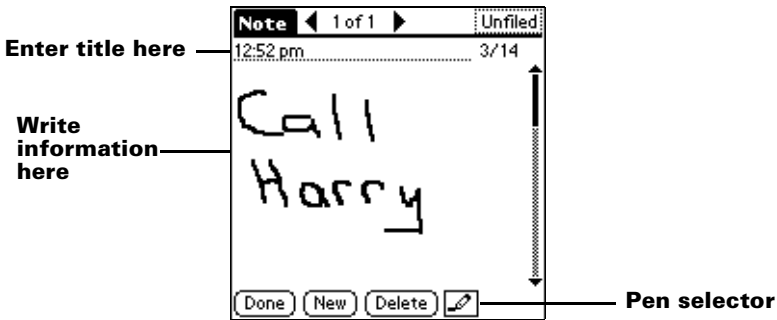 Note 1 of 1 Unfiled
Enter title here
12:52 pm 3/14
Call
Write
information
here
Harry
Done New Delete
Pen selector